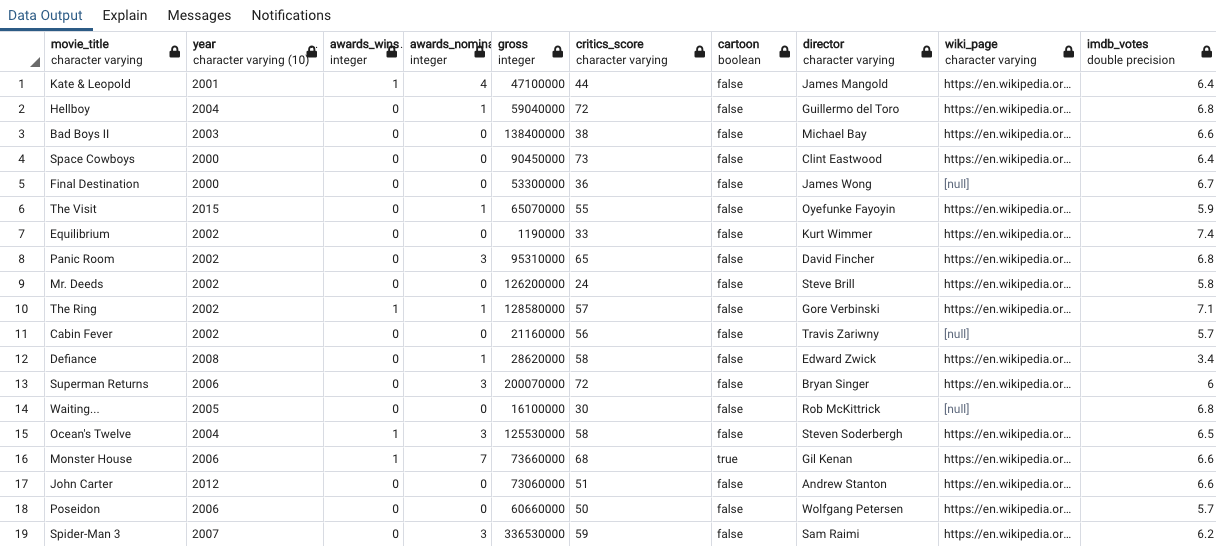 Data Output Explain Messages Notifications
movie_title year awards_wins. awards_nomina gross critics_score cartoon director wiki_page imdb_votes
character varying character varying (10) integer integer integer character varying boolean character varying character varying double precision
1 Kate & Leopold 2001 1 4 47100000 44 false James Mangold https://en.wikipedia.or... 6.4
2 Hellboy 2004 0 1 59040000 72 false Guillermo del Toro https://en.wikipedia.or... 6.8
3 Bad Boys II 2003 0 0 138400000 38 false Michael Bay https://en.wikipedia.or... 6.6
4 Space Cowboys 2000 0 0 90450000 73 false Clint Eastwood https://en.wikipedia.or... 6.4
5 Final Destination 2000 0 0 53300000 36 false James Wong [null] 6.7
6 The Visit 2015 0 1 65070000 55 false Oyefunke Fayoyin https://en.wikipedia.or... 5.9
7 Equilibrium 2002 0 0 1190000 33 false Kurt Wimmer https://en.wikipedia.or... 7.4
8 Panic Room 2002 0 3 95310000 65 false David Fincher https://en.wikipedia.or... 6.8
9 Mr. Deeds 2002 0 0 126200000 24 false Steve Brill https://en.wikipedia.or... 5.8
10 The Ring 2002 1 1 128580000 57 false Gore Verbinski https://en.wikipedia.or... 7.1
11 Cabin Fever 2002 0 0 21160000 56 false Travis Zariwny [null] 5.7
12 Defiance 2008 0 1 28620000 58 false Edward Zwick https://en.wikipedia.or... 3.4
13 Superman Returns 2006 0 3 200070000 72 false Bryan Singer https://en.wikipedia.or... 6
14 Waiting... 2005 0 0 16100000 30 false Rob McKittrick [null] 6.8
15 Ocean's Twelve 2004 1 3 125530000 58 false Steven Soderbergh https://en.wikipedia.or... 6.5
16 Monster House 2006 1 7 73660000 68 true Gil Kenan https://en.wikipedia.or... 6.6
17 John Carter 2012 0 0 73060000 51 false Andrew Stanton https://en.wikipedia.or... 6.6
18 Poseidon 2006 0 0 60660000 50 false Wolfgang Petersen https://en.wikipedia.or... 5.7
19 Spider-Man 3 2007 0 3 336530000 59 false Sam Raimi https://en.wikipedia.or... 6.2